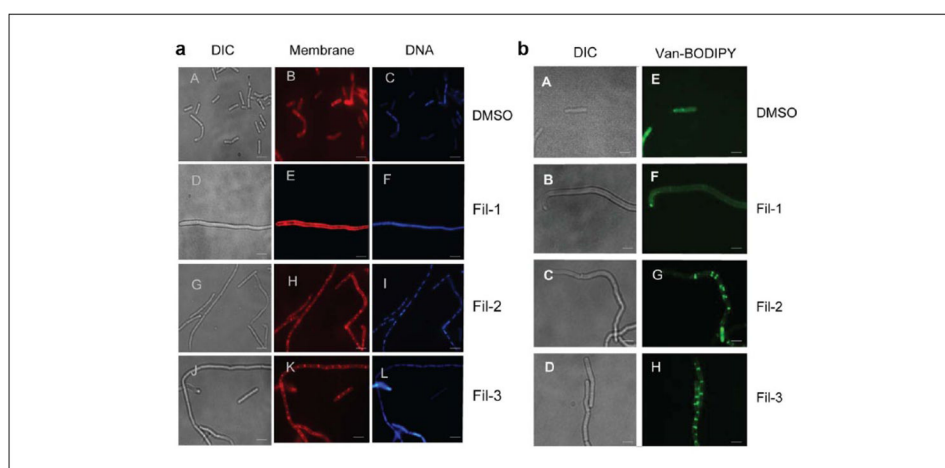 a
DIC Membrane DNA
A B C DMSO
D E F Fil-1
G H I Fil-2
J K L Fil-3
b
DIC Van-BODIPY
A E DMSO
B F Fil-1
C G Fil-2
D H Fil-3